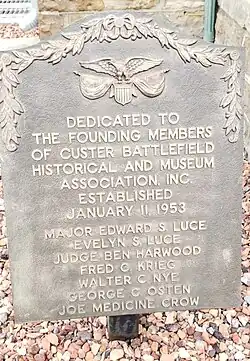 DEDICATED TO
THE FOUNDING MEMBERS
OF CUSTER BATTLEFIELD
HISTORICAL AND MUSEUM
ASSOCIATION, INC.
ESTABLISHED
JANUARY 11, 1953
MAJOR EDWARD S. LUCE
EVELYN S. LUCE
JUDGE BEN HARWOOD
FRED C. KRIEG
WALTER C. NYE
GEORGE G. OSTEN
JOE MEDICINE CROW